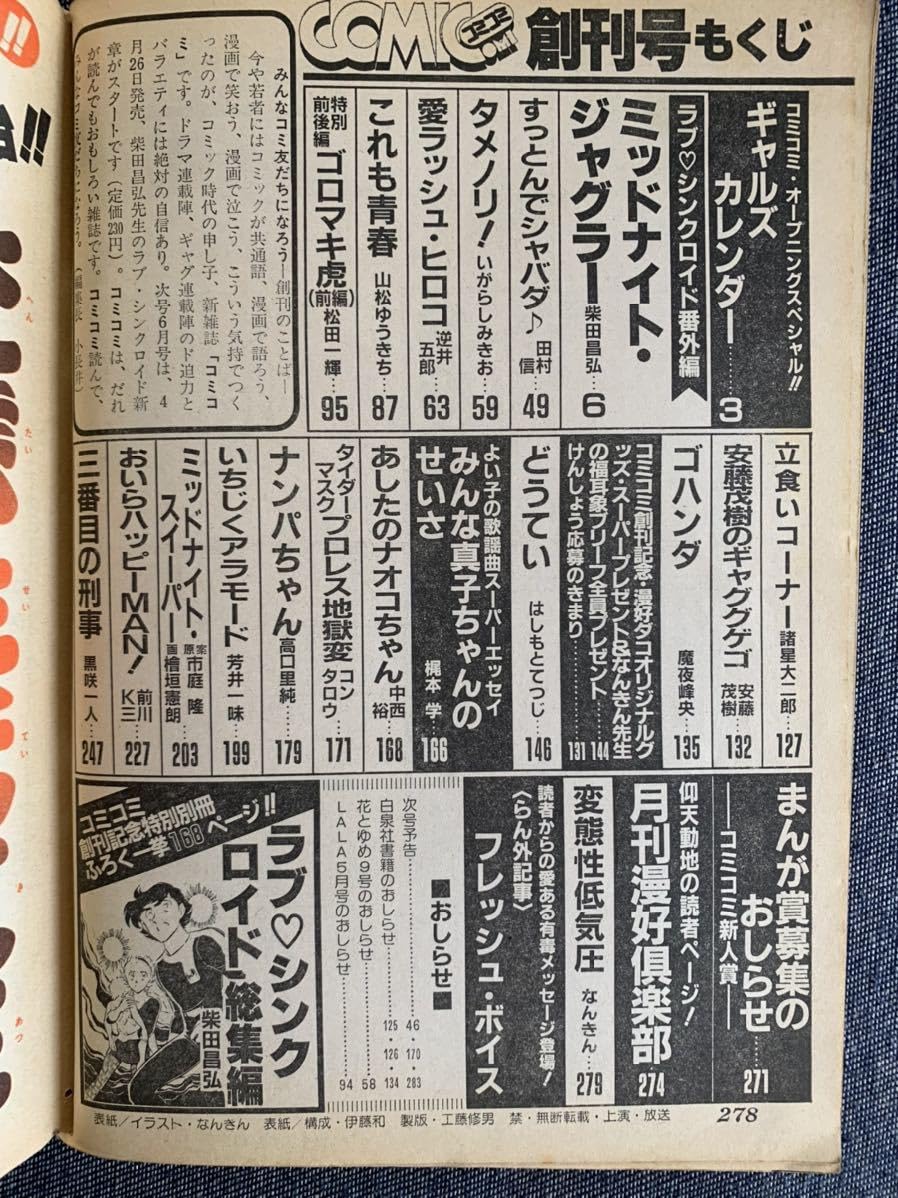 COMIC コミコミ 創刊号もくじ
コミコミ・オープニングスペシャル!!
ギャルズ
カレンダー……3
ラブ♡シンクロイド番外編
ミッドナイト・
ジャグラー 柴田昌弘…6
すっとんでシャバダ♪ 田村信…49
タメノリ! いがらしみきお…59
愛ラッシュ・ヒロコ 逆井五郎…63
これも青春 山松ゆうきち…87
特別前後編 ゴロマキ虎(前編) 松田一輝…95
みんなコミ友だちになろう―創刊のことば―
今や若者にはコミックが共通語、漫画で語ろう、
漫画で笑おう、漫画で泣こう、こういう気持でつく
ったのが、コミック時代の申し子、新雑誌「コミコ
ミ」です。ドラマ連載陣、ギャグ連載陣のド迫力と
バラエティには絶対の自信あり。次号6月号は、4
月26日発売、柴田昌弘先生のラブ・シンクロイド新
章がスタートです(定価230円)。コミコミは、だれ
が読んでもおもしろい雑誌です。コミコミ読んで、
みんなコミ友だちになろう。
(編集長 小長井)
立食いコーナー 諸星大二郎…127
安藤茂樹のギャググゲゴ 安藤茂樹…132
ゴハンダ 魔夜峰央…135
コミコミ創刊記念・漫好ダコオリジナルグ
ッズ・スーパープレゼント&なんきん先生
の福耳象ブリーフ全員プレゼント……144
けんしょう応募のきまり……131
どうてい はしもとてつじ…146
よい子の歌謡曲スーパーエッセイ
みんな真子ちゃんの
せいさ 梶本学…166
あしたのナオコちゃん 中西裕…168
タイダーマスク プロレス地獄変 コンタロウ…171
ナンパちゃん 高口里純…179
いちじくアラモード 芳井一味…199
ミッドナイト・
スイーパー 原案 市庭隆 画 檜垣憲朗…203
おいらハッピーMAN! 前川K三…227
三番目の刑事 黒咲一人…247
まんが賞募集の
おしらせ……271
―コミコミ新人賞―
仰天動地の読者ページ!
月刊漫好倶楽部……274
変態性低気圧 なんきん…279
読者からの愛ある有毒メッセージ登場!
〈らん外記事〉
フレッシュ・ボイス
■おしらせ■
次号予告……46・170・283
白泉社書籍のおしらせ……125・126・134
花とゆめ9号のおしらせ……58
LALA5月号のおしらせ……94
コミコミ
創刊記念特別別冊
ふろく一挙168ページ!!
ラブ♡シンク
ロイド総集編
柴田昌弘
表紙/イラスト・なんきん 表紙/構成・伊藤和 製版・工藤修男 禁・無断転載・上演・放送
278